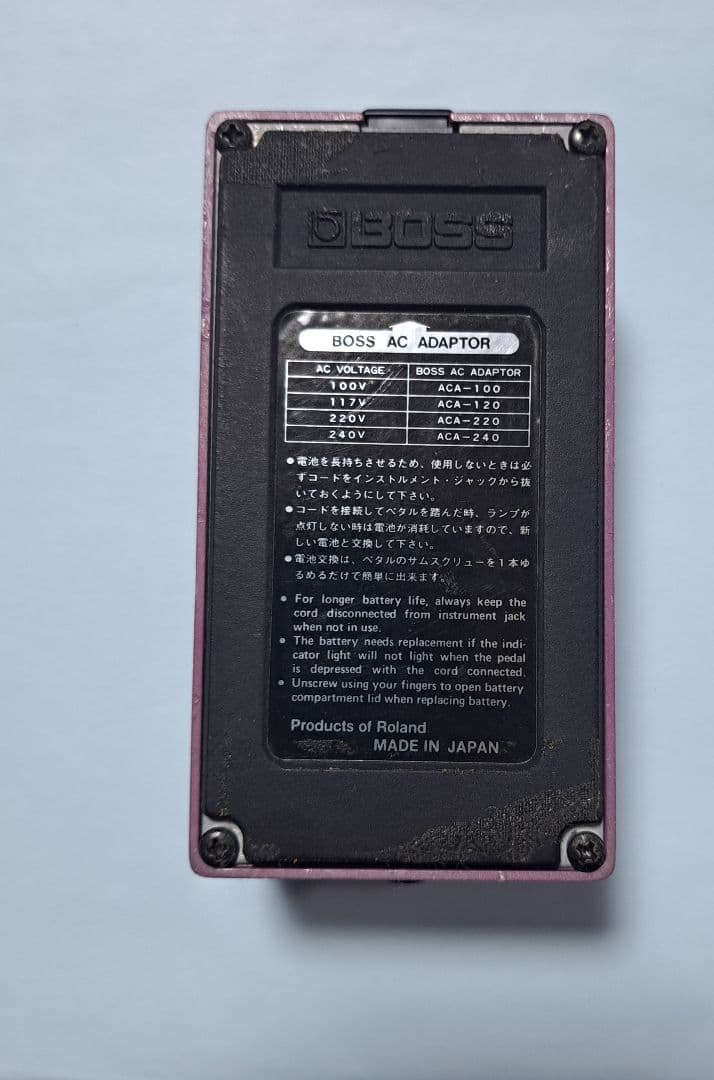 BOSS
BOSS AC ADAPTOR
AC VOLTAGE BOSS AC ADAPTOR
100V ACA-100
117V ACA-120
220V ACA-220
240V ACA-240
●電池を長持ちさせるため、使用しないときは必
ずコードをインストルメント・ジャックから抜
いておくようにして下さい。
●コードを接続してペタルを踏んだ時、ランプが
点灯しない時は電池が消耗していますので、新
しい電池と交換して下さい。
●電池交換は、ペタルのサムスクリューを1本ゆ
るめるだけで簡単に出来ます。
● For longer battery life, always keep the
cord disconnected from instrument jack
when not in use.
● The battery needs replacement if the indi-
cator light will not light when the pedal
is depressed with the cord connected.
● Unscrew using your fingers to open battery
compartment lid when replacing battery.
Products of Roland
MADE IN JAPAN